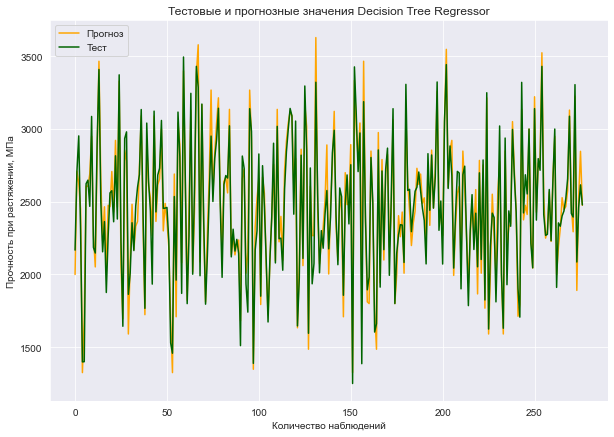 Тестовые и прогнозные значения Decision Tree Regressor
Прогноз
Тест
Прочность при растяжении, МПа
3500
3000
2500
2000
1500
0
50
100
150
200
250
Количество наблюдений